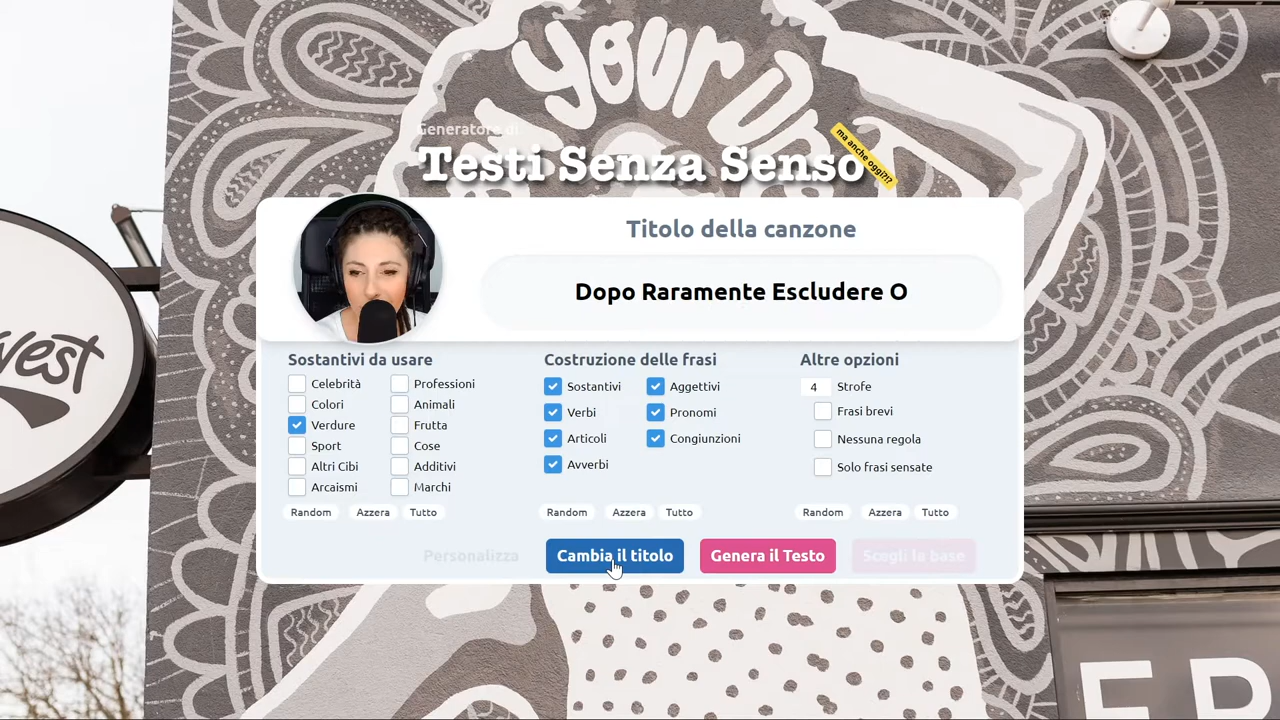 your
Generatore di
Testi Senza Senso
ma anche oggi?!?
Titolo della canzone
Dopo Raramente Escludere O
Sostantivi da usare
Costruzione delle frasi
Altre opzioni
Celebrità
Professioni
Sostantivi
Aggettivi
4 Strofe
Colori
Animali
Verbi
Pronomi
Frasi brevi
Verdure
Frutta
Articoli
Congiunzioni
Nessuna regola
Sport
Cose
Avverbi
Solo frasi sensate
Altri Cibi
Additivi
Arcaismi
Marchi
Random Azzera Tutto
Random Azzera Tutto
Random Azzera Tutto
Personalizza
Cambia il titolo
Genera il Testo
Scegli la base